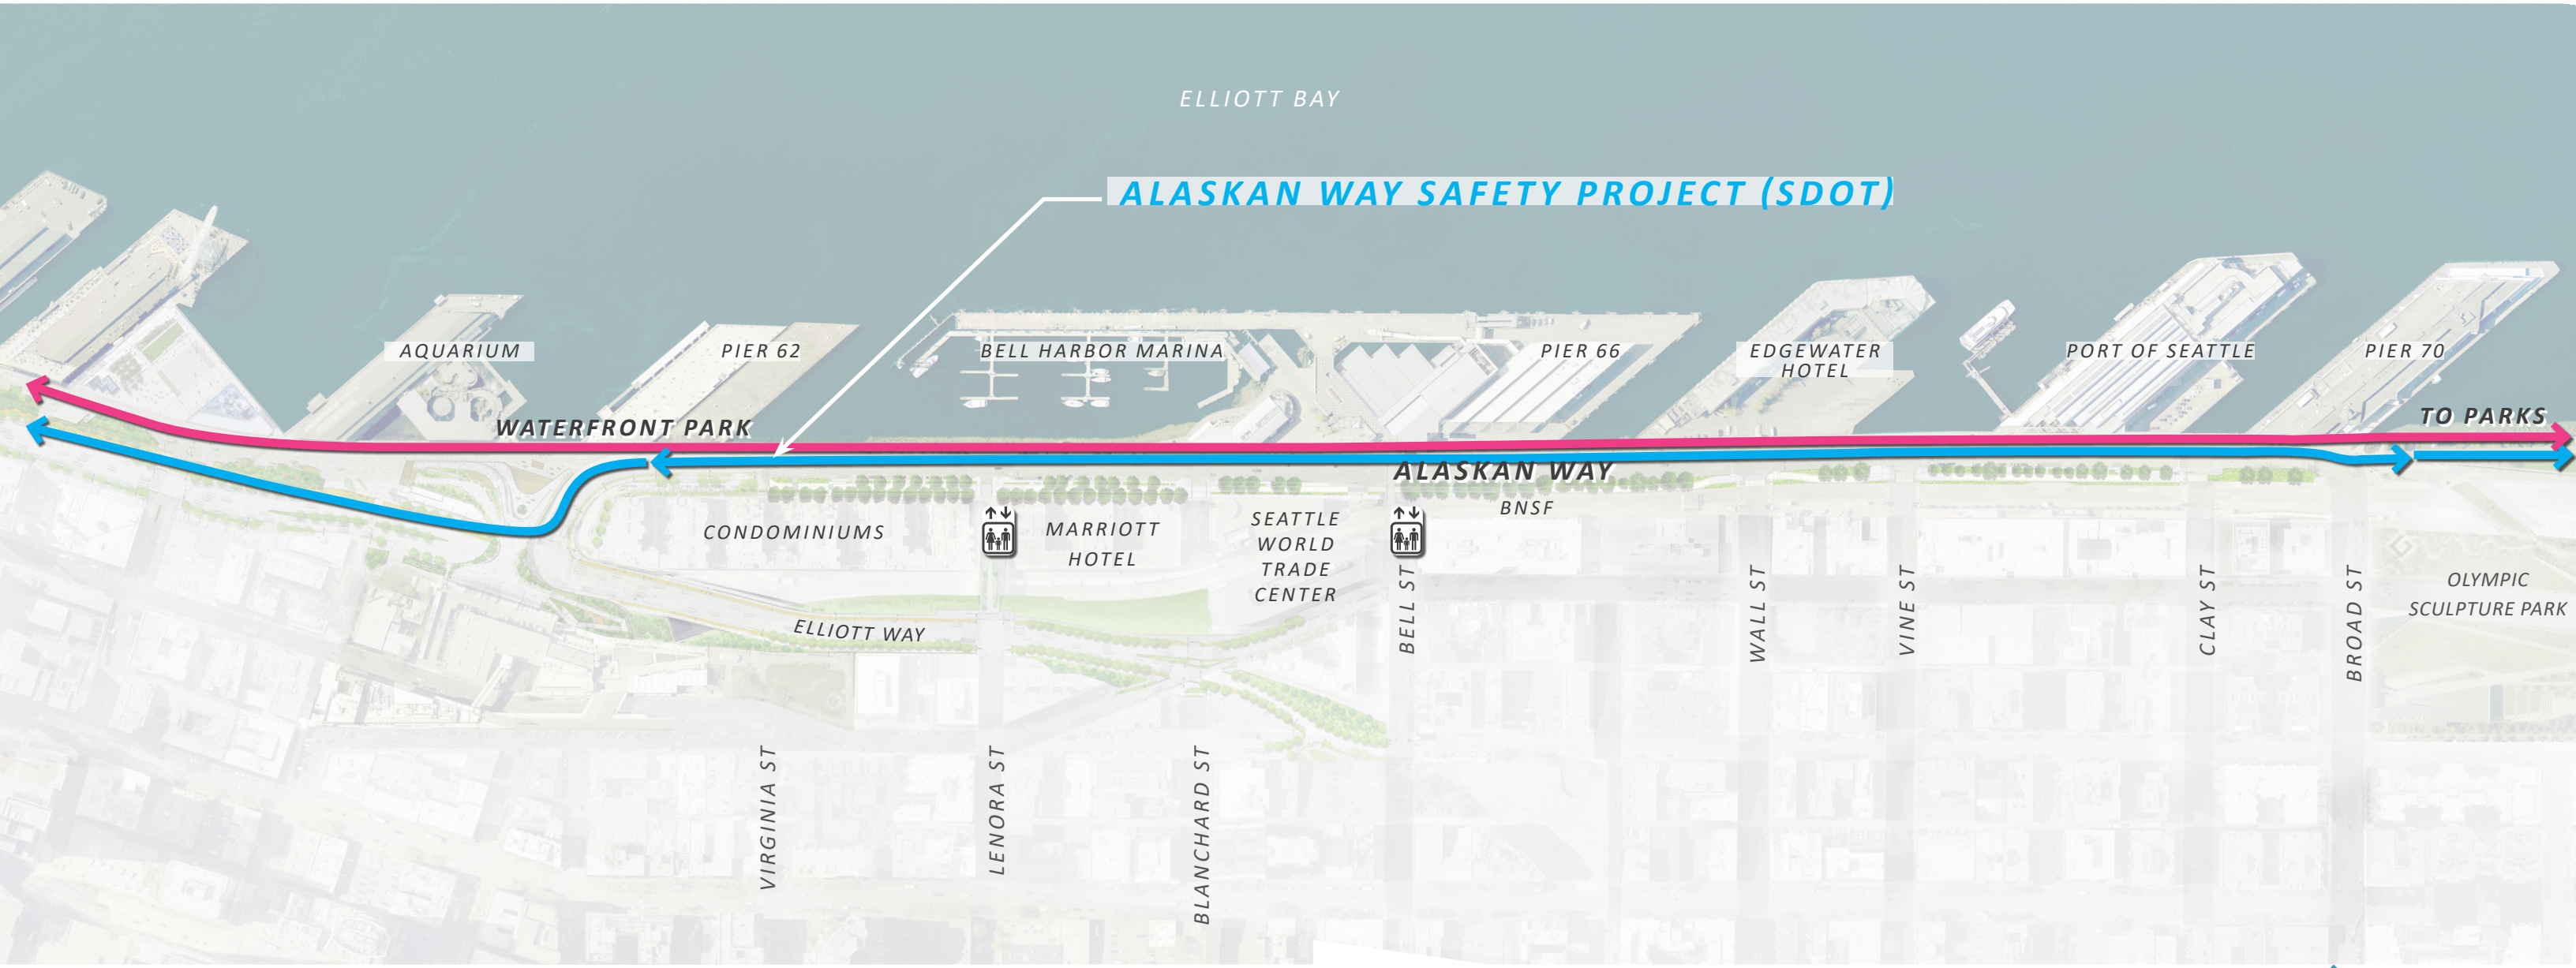 ELLIOTT BAY
ALASKAN WAY SAFETY PROJECT (SDOT)
AQUARIUM
PIER 62
BELL HARBOR MARINA
PIER 66
EDGEWATER
HOTEL
PORT OF SEATTLE
PIER 70
WATERFRONT PARK
TO PARKS
ALASKAN WAY
BNSF
CONDOMINIUMS
MARRIOTT
HOTEL
SEATTLE
WORLD
TRADE
CENTER
ELLIOTT WAY
BELL ST
WALL ST
VINE ST
CLAY ST
BROAD ST
OLYMPIC
SCULPTURE PARK
VIRGINIA ST
LENORA ST
BLANCHARD ST